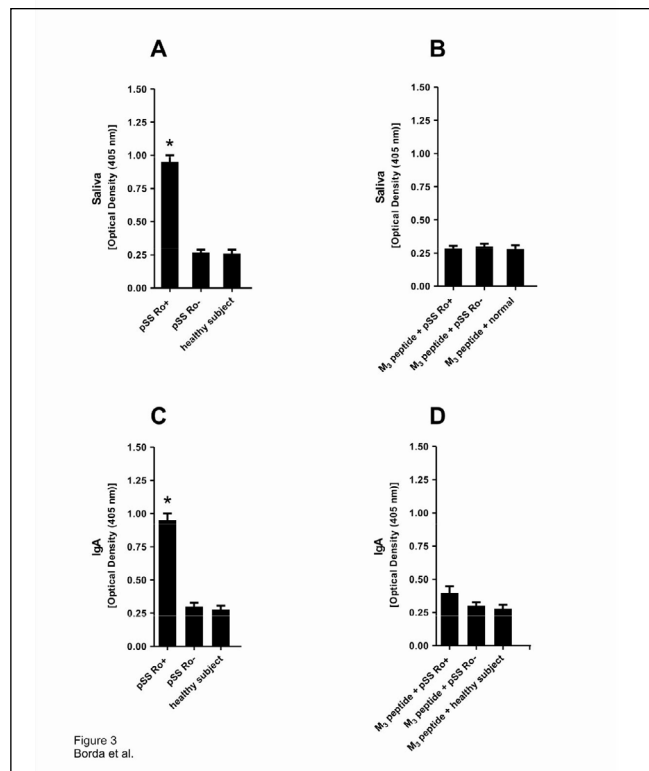 A
B
1.50
1.25
1.00
0.75
0.50
0.25
0.00
Saliva
[Optical Density (405 nm)]
*
pSS Ro+
pSS Ro-
healthy subject
1.50
1.25
1.00
0.75
0.50
0.25
0.00
Saliva
[Optical Density (405 nm)]
M₃ peptide + pSS Ro+
M₃ peptide + pSS Ro-
M₃ peptide + normal
C
D
1.50
1.25
1.00
0.75
0.50
0.25
0.00
IgA
[Optical Density (405 nm)]
*
pSS Ro+
pSS Ro-
healthy subject
1.50
1.25
1.00
0.75
0.50
0.25
0.00
IgA
[Optical Density (405 nm)]
M₃ peptide + pSS Ro+
M₃ peptide + pSS Ro-
M₃ peptide + healthy subject
Figure 3
Borda et al.